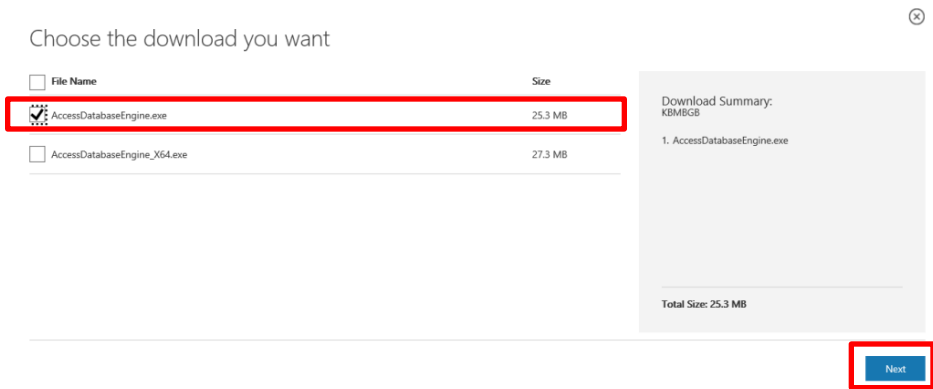 Choose the download you want
File Name Size
AccessDatabaseEngine.exe 25.3 MB
AccessDatabaseEngine_X64.exe 27.3 MB
Download Summary:
KBMBGB
1. AccessDatabaseEngine.exe
Total Size: 25.3 MB
Next